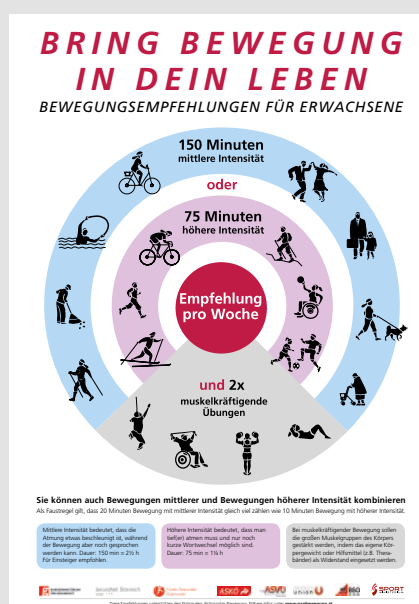 BRING BEWEGUNG
IN DEIN LEBEN
BEWEGUNGSEMPFEHLUNGEN FÜR ERWACHSENE
150 Minuten
mittlere Intensität
oder
75 Minuten
höhere Intensität
Empfehlung
pro Woche
und 2x
muskelkräftigende
Übungen
Sie können auch Bewegungen mittlerer und Bewegungen höherer Intensität kombinieren
Als Faustregel gilt, dass 20 Minuten Bewegung mit mittlerer Intensität gleich viel zählen wie 10 Minuten Bewegung mit höherer Intensität.
Mittlere Intensität bedeutet, dass die
Atmung etwas beschleunigt ist, während
der Bewegung aber noch gesprochen
werden kann. Dauer: 150 min = 2½ h
Für Einsteiger empfohlen.
Höhere Intensität bedeutet, dass man
tief(er) atmen muss und nur noch
kurze Wortwechsel möglich sind.
Dauer: 75 min = 1¼ h
Bei muskelkräftigender Bewegung sollen
die großen Muskelgruppen des Körpers
gestärkt werden, indem das eigene Kör-
pergewicht oder Hilfsmittel (z.B. Thera-
bänder) als Widerstand eingesetzt werden.
Gesundheit Österreich
ASKÖ
ASVÖ
UNION
BSO
SPORT